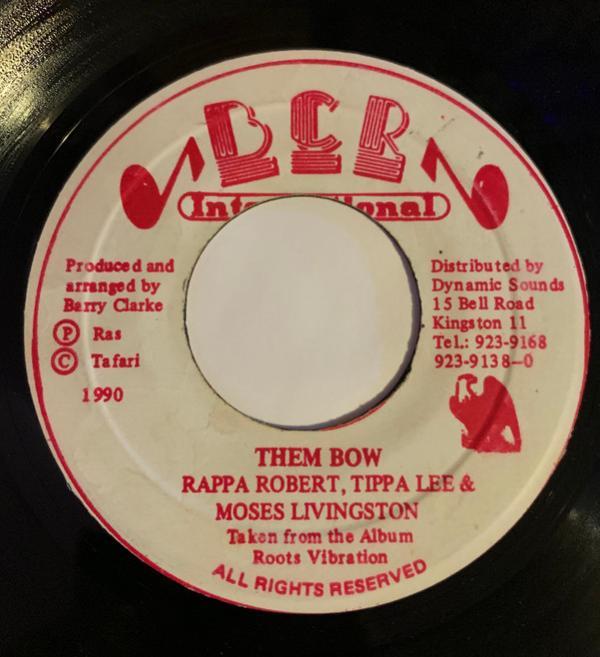 BCR
International
Produced and
arranged by
Barry Clarke
Ⓟ Ras
© Tafari
1990
Distributed by
Dynamic Sounds
15 Bell Road
Kingston 11
Tel.: 923-9168
923-9138-0
THEM BOW
RAPPA ROBERT, TIPPA LEE &
MOSES LIVINGSTON
Taken from the Album
Roots Vibration
ALL RIGHTS RESERVED